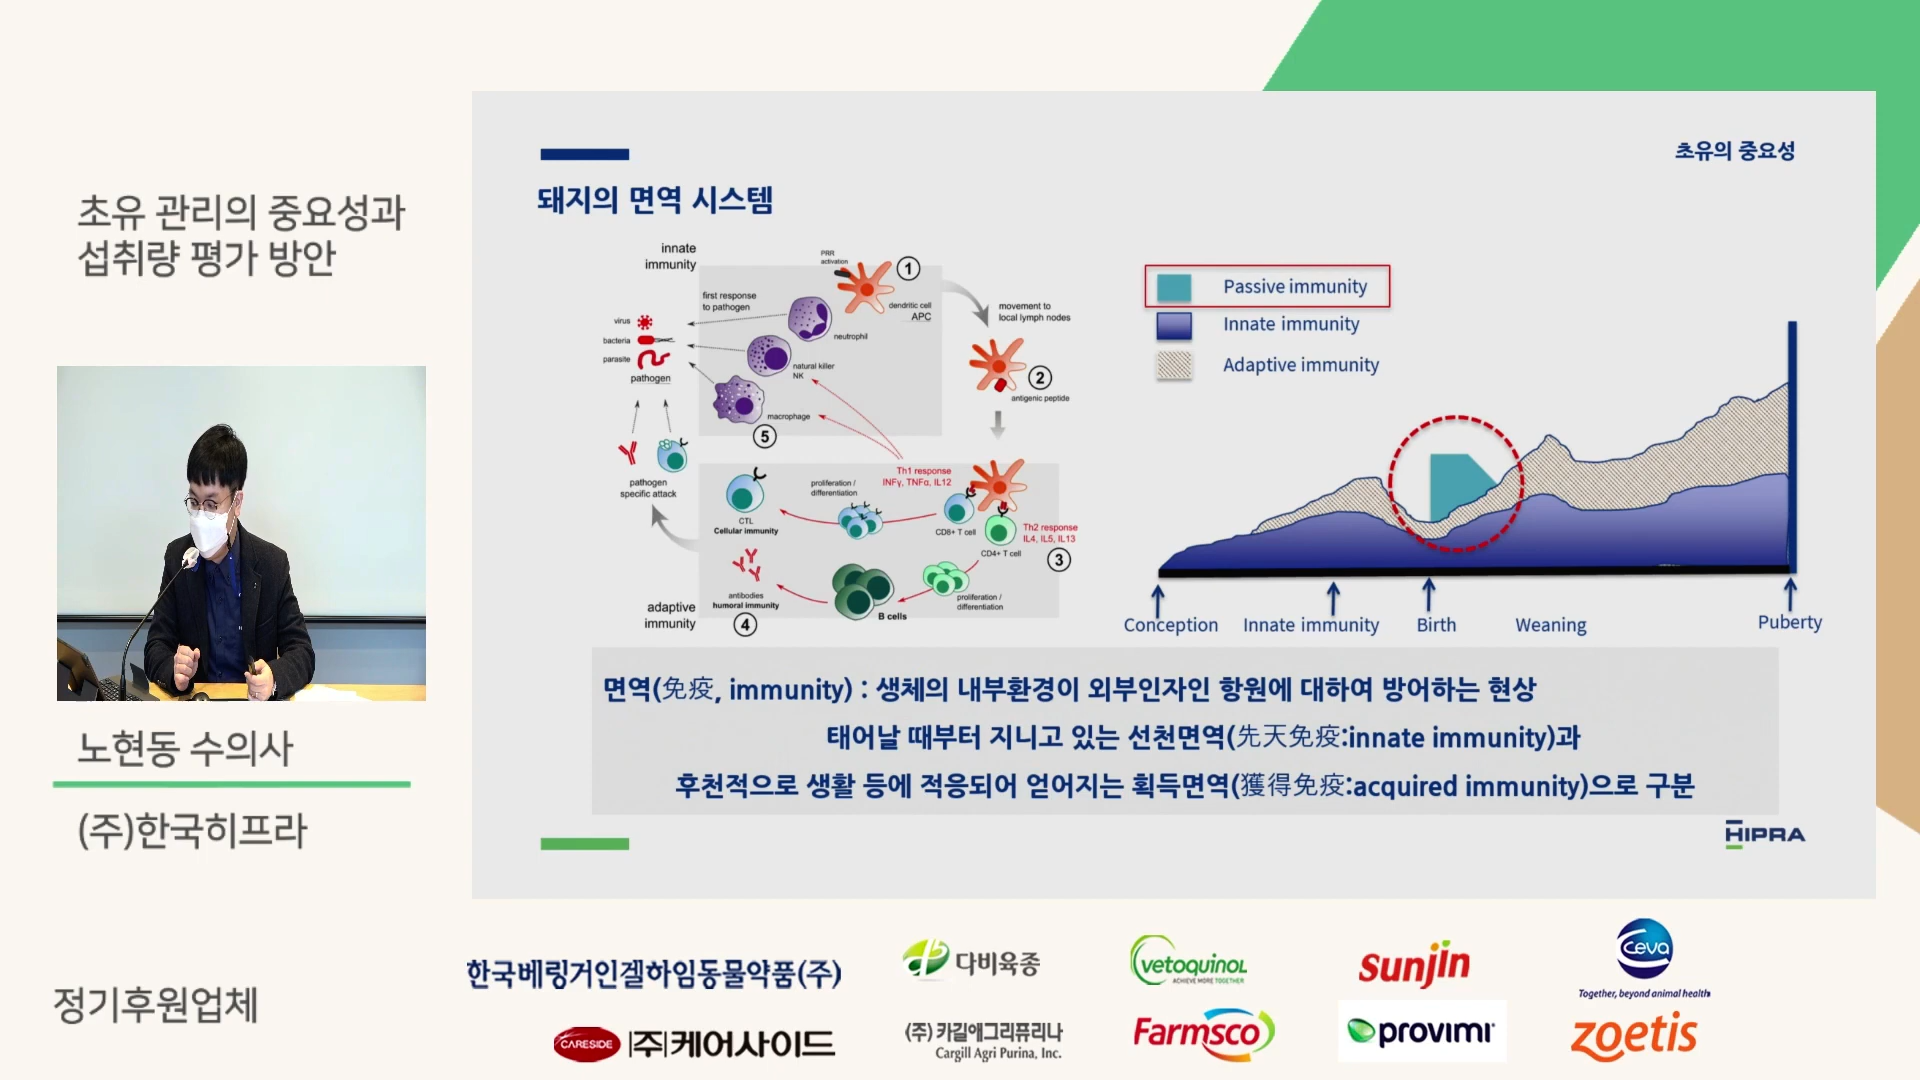 초유 관리의 중요성과
섭취량 평가 방안
노현동 수의사
(주)한국히프라
초유의 중요성
돼지의 면역 시스템
innate
immunity
PRR
activation
1
dendritic cell
APC
first response
to pathogen
neutrophil
virus
bacteria
parasite
pathogen
natural killer
NK
macrophage
5
movement to
local lymph nodes
2
antigenic peptide
pathogen
specific attack
Th1 response
INFγ, TNFα, IL12
proliferation /
differentiation
CTL
Cellular immunity
CD8+ T cell
Th2 response
IL4, IL5, IL13
CD4+ T cell
3
antibodies
humoral immunity
4
B cells
proliferation /
differentiation
adaptive
immunity
Passive immunity
Innate immunity
Adaptive immunity
Conception
Innate immunity
Birth
Weaning
Puberty
면역(免疫, immunity) : 생체의 내부환경이 외부인자인 항원에 대하여 방어하는 현상
태어날 때부터 지니고 있는 선천면역(先天免疫:innate immunity)과
후천적으로 생활 등에 적응되어 얻어지는 획득면역(獲得免疫:acquired immunity)으로 구분
HIPRA
정기후원업체
한국베링거인겔하임동물약품(주)
다비육종
vetoquinol
ACHIEVE MORE TOGETHER
sunjin
ceva
Together, beyond animal health
CARESIDE
(주)케어사이드
(주) 카길애그리퓨리나
Cargill Agri Purina, Inc.
Farmsco
provimi
zoetis